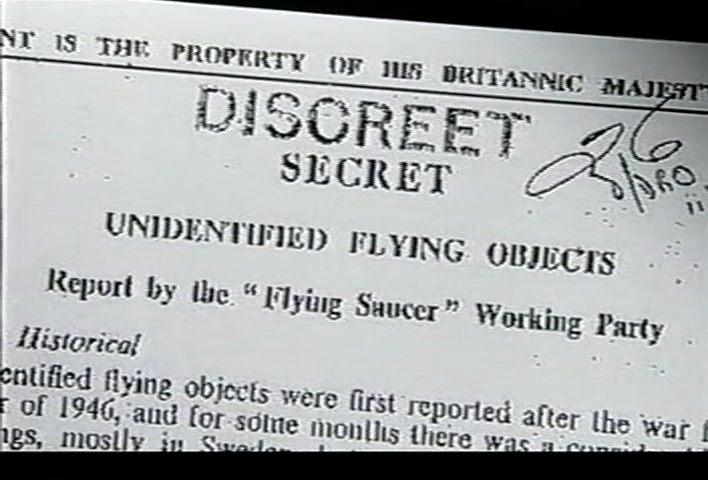 NT IS THE PROPERTY OF HIS BRITANNIC MAJEST
DISCREET
SECRET
26
UNIDENTIFIED FLYING OBJECTS
Report by the "Flying Saucer" Working Party
Historical
entified flying objects were first reported after the war
of 1946, and for some months there was a
ngs, mostly in